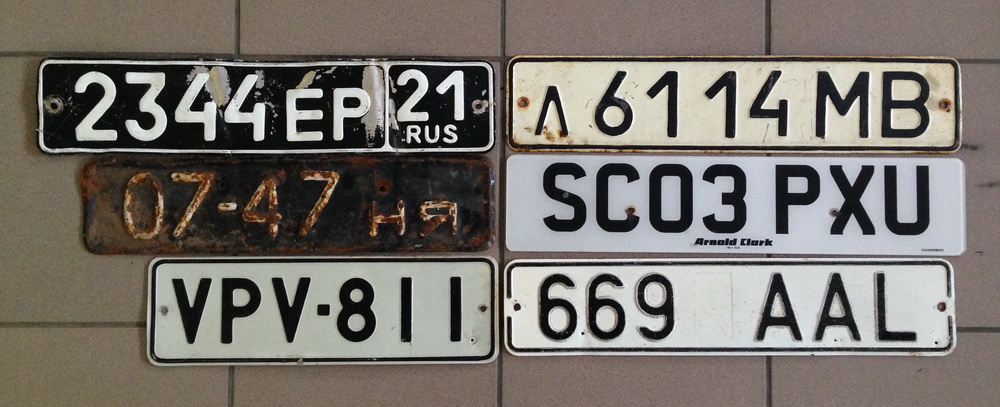 2344 ЕР 21
RUS
л 6114 МВ
07-47 НЯ
SC03 PXU
Arnold Clark
VPV-811
669 AAL